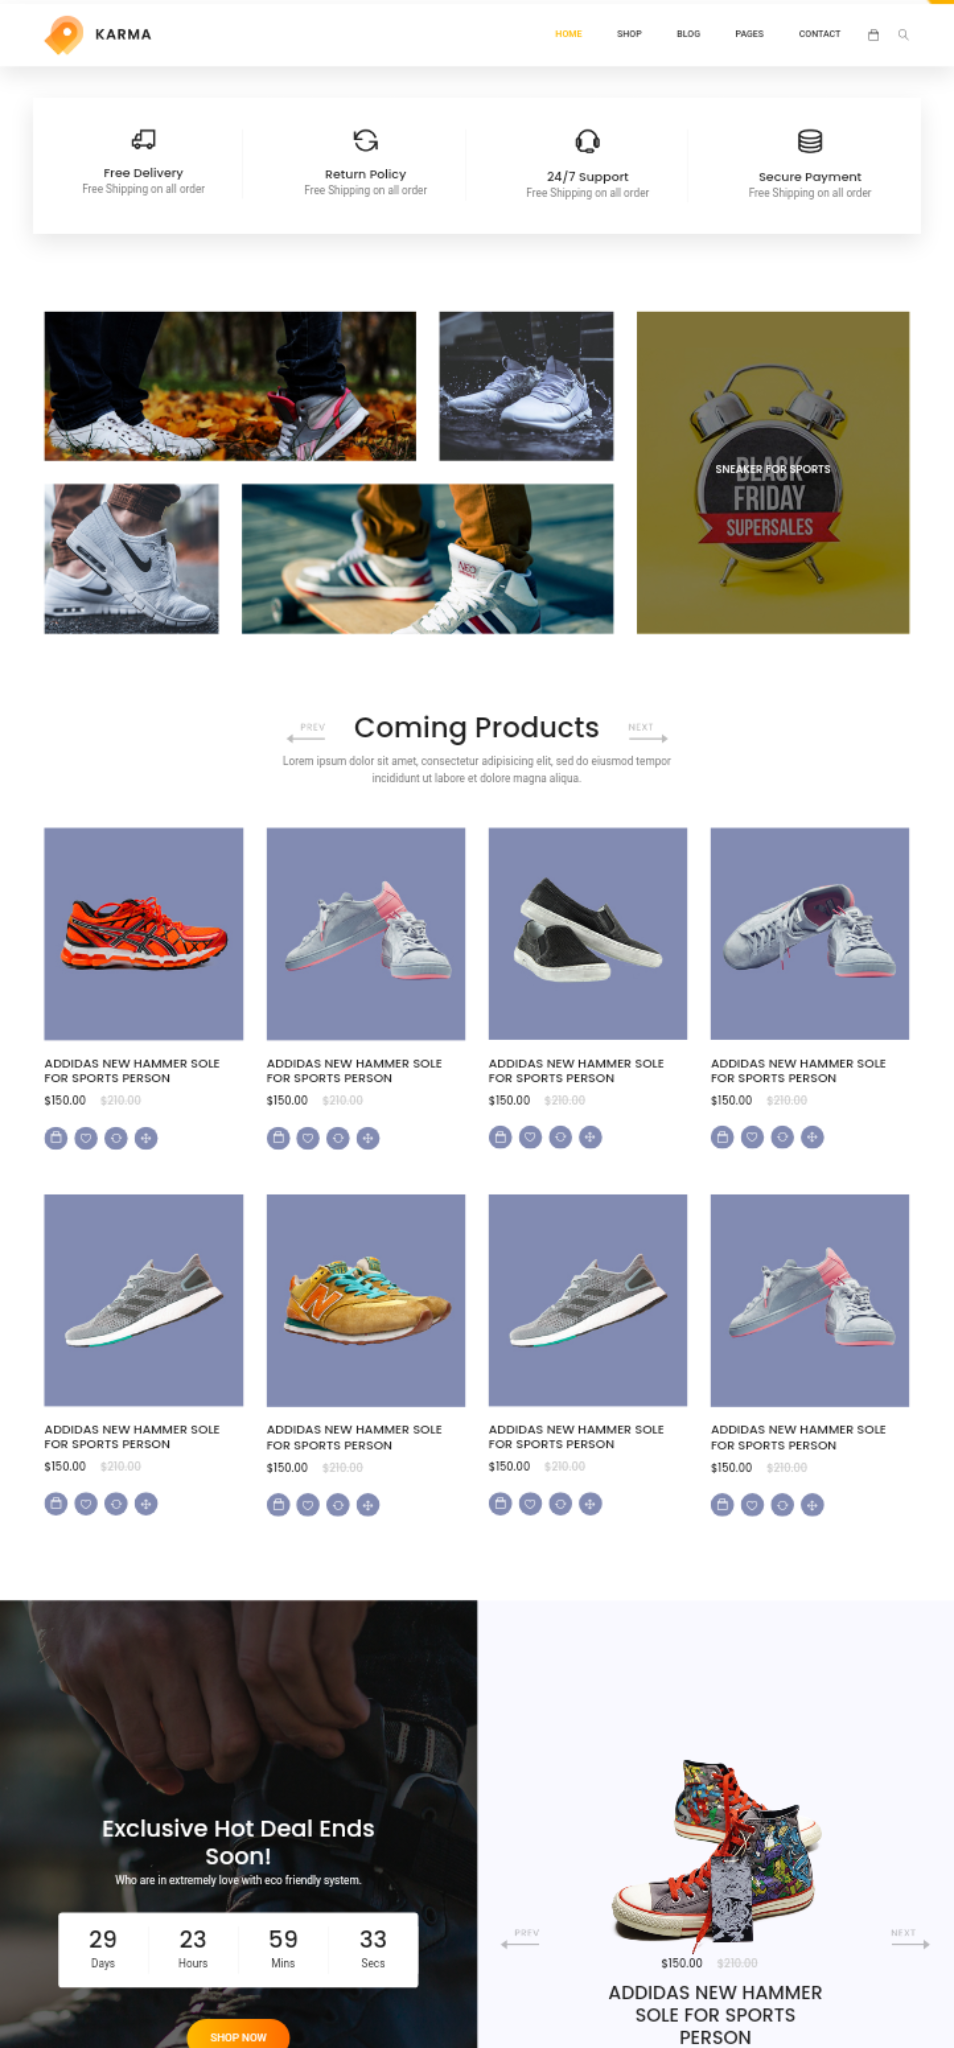 KARMA
HOME SHOP BLOG PAGES CONTACT
Free Delivery
Free Shipping on all order
Return Policy
Free Shipping on all order
24/7 Support
Free Shipping on all order
Secure Payment
Free Shipping on all order
NEO
BLACK
SNEAKER FOR SPORTS
FRIDAY
SUPERSALES
PREV
Coming Products
NEXT
Lorem ipsum dolor sit amet, consectetur adipisicing elit, sed do eiusmod tempor
incididunt ut labore et dolore magna aliqua.
ADDIDAS NEW HAMMER SOLE
FOR SPORTS PERSON
$150.00 $210.00
ADDIDAS NEW HAMMER SOLE
FOR SPORTS PERSON
$150.00 $210.00
ADDIDAS NEW HAMMER SOLE
FOR SPORTS PERSON
$150.00 $210.00
ADDIDAS NEW HAMMER SOLE
FOR SPORTS PERSON
$150.00 $210.00
N
ADDIDAS NEW HAMMER SOLE
FOR SPORTS PERSON
$150.00 $210.00
ADDIDAS NEW HAMMER SOLE
FOR SPORTS PERSON
$150.00 $210.00
ADDIDAS NEW HAMMER SOLE
FOR SPORTS PERSON
$150.00 $210.00
ADDIDAS NEW HAMMER SOLE
FOR SPORTS PERSON
$150.00 $210.00
Exclusive Hot Deal Ends
Soon!
Who are in extremely love with eco friendly system.
29 23 59 33
Days Hours Mins Secs
SHOP NOW
PREV
NEXT
$150.00 $210.00
ADDIDAS NEW HAMMER
SOLE FOR SPORTS
PERSON